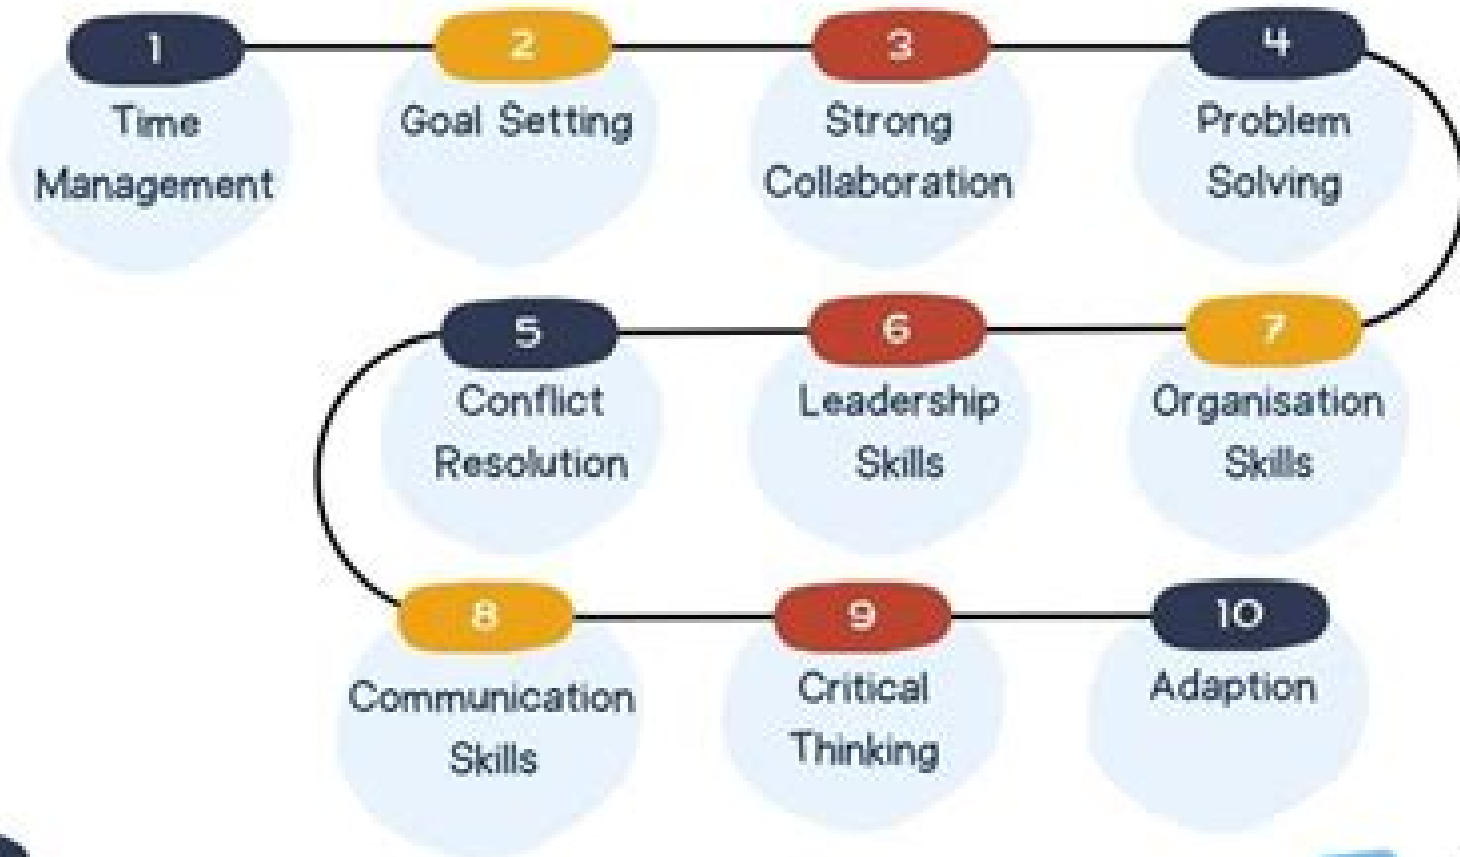 1
Time
Management
2
Goal Setting
3
Strong
Collaboration
4
Problem
Solving
5
Conflict
Resolution
6
Leadership
Skills
7
Organisation
Skills
8
Communication
Skills
9
Critical
Thinking
10
Adaption